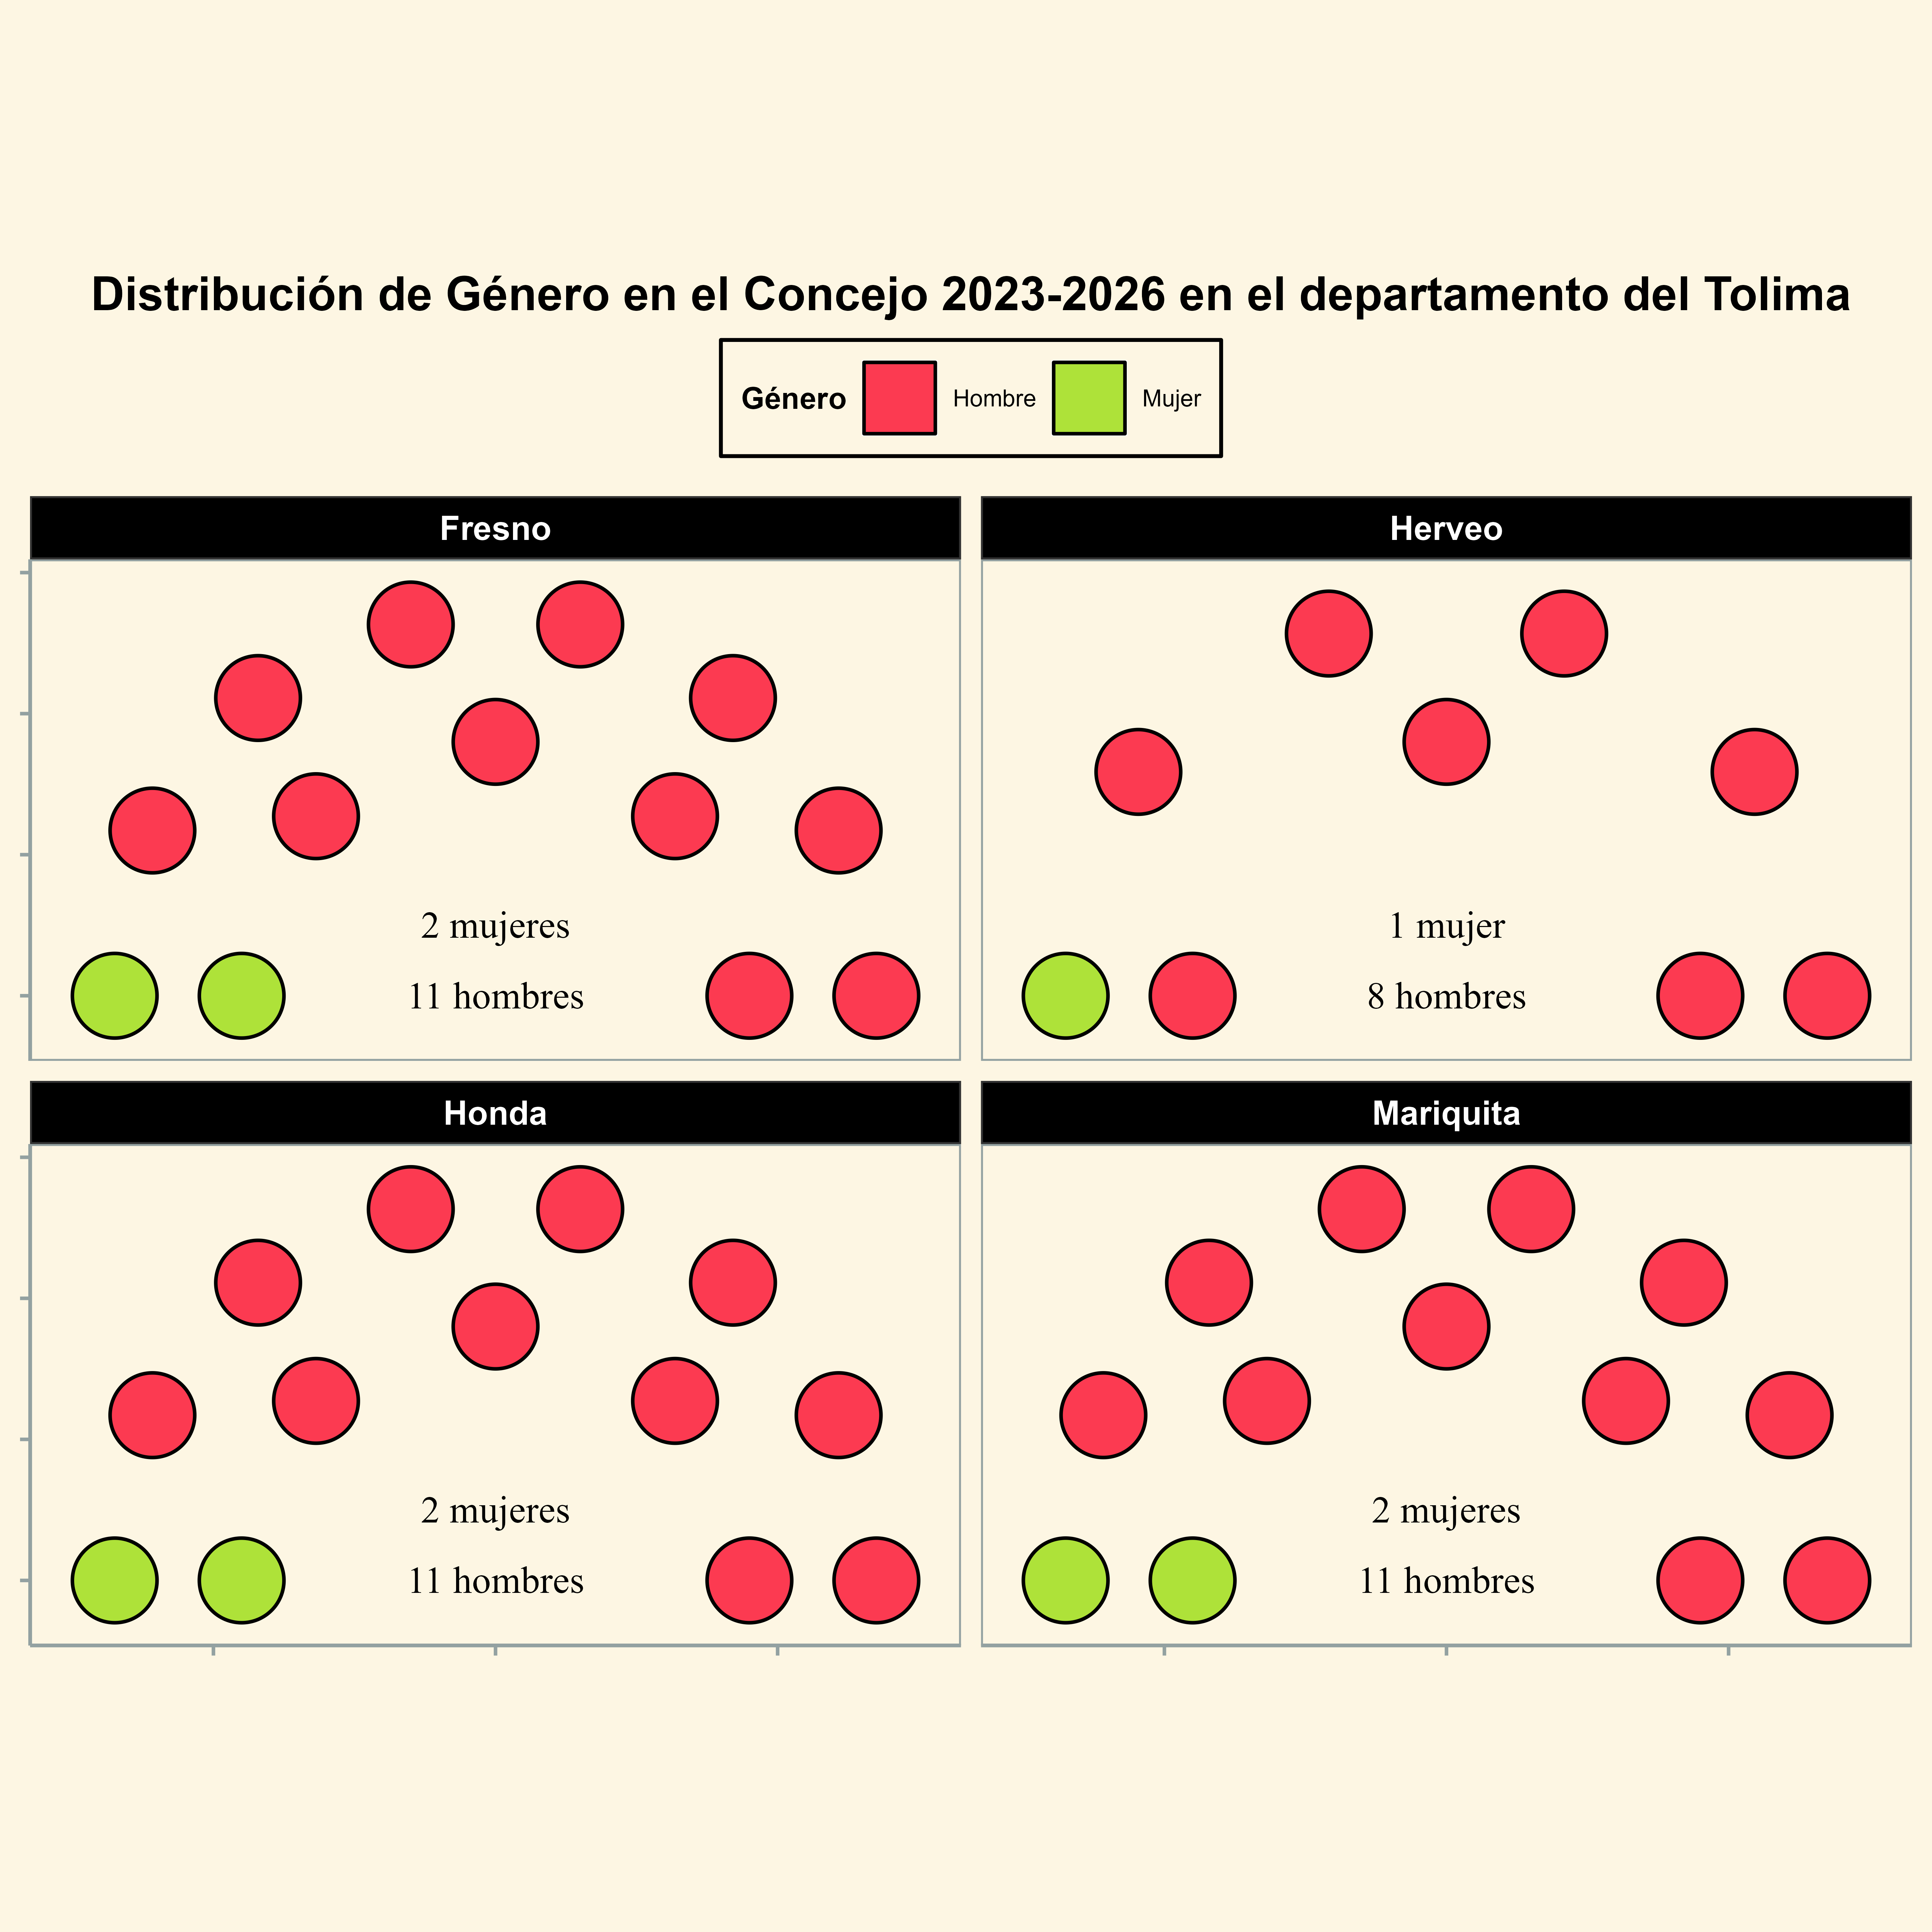 Distribución de Género en el Concejo 2023-2026 en el departamento del Tolima
Género Hombre Mujer
Fresno
2 mujeres
11 hombres
Herveo
1 mujer
8 hombres
Honda
2 mujeres
11 hombres
Mariquita
2 mujeres
11 hombres